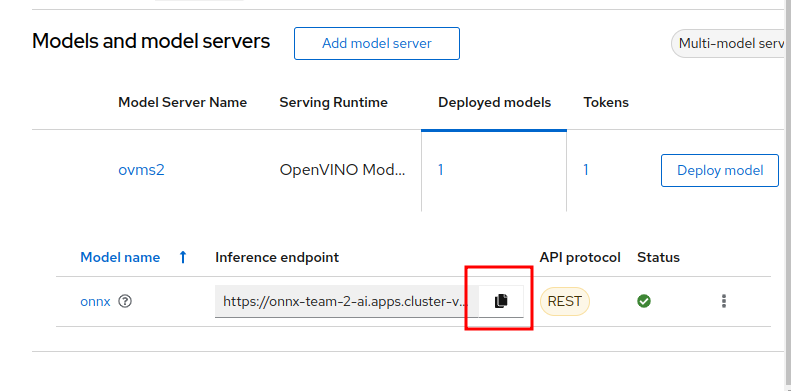 Models and model servers
Add model server
Multi-model serv
Model Server Name Serving Runtime Deployed models Tokens
ovms2 OpenVINO Mod... 1 1 Deploy model
Model name Inference endpoint API protocol Status
onnx https://onnx-team-2-ai.apps.cluster-v... REST